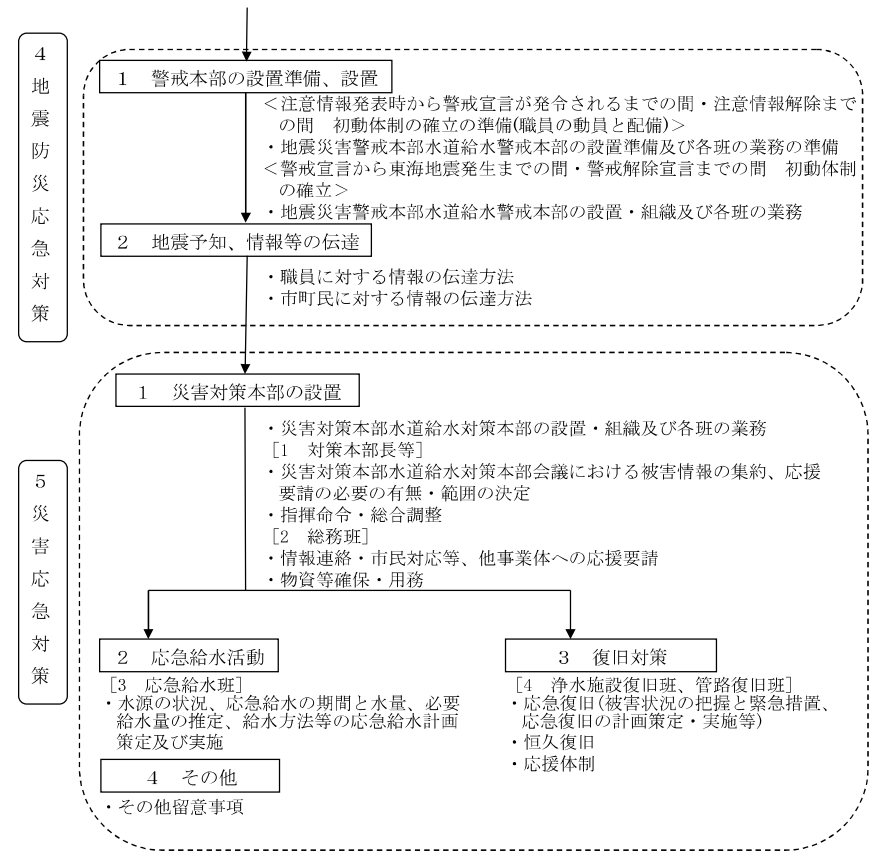 4 地震防災応急対策
1 警戒本部の設置準備、設置
＜注意情報発表時から警戒宣言が発令されるまでの間・注意情報解除まで
の間 初動体制の確立の準備(職員の動員と配備)＞
・地震災害警戒本部水道給水警戒本部の設置準備及び各班の業務の準備
＜警戒宣言から東海地震発生までの間・警戒解除宣言までの間 初動体制
の確立＞
・地震災害警戒本部水道給水警戒本部の設置・組織及び各班の業務
2 地震予知、情報等の伝達
・職員に対する情報の伝達方法
・市町民に対する情報の伝達方法
5 災害応急対策
1 災害対策本部の設置
・災害対策本部水道給水対策本部の設置・組織及び各班の業務
[1 対策本部長等]
・災害対策本部水道給水対策本部会議における被害情報の集約、応援
要請の必要の有無・範囲の決定
・指揮命令・総合調整
[2 総務班]
・情報連絡・市民対応等、他事業体への応援要請
・物資等確保・用務
2 応急給水活動
[3 応急給水班]
・水源の状況、応急給水の期間と水量、必要
給水量の推定、給水方法等の応急給水計画
策定及び実施
3 復旧対策
[4 浄水施設復旧班、管路復旧班]
・応急復旧(被害状況の把握と緊急措置、
応急復旧の計画策定・実施等)
・恒久復旧
・応援体制
4 その他
・その他留意事項